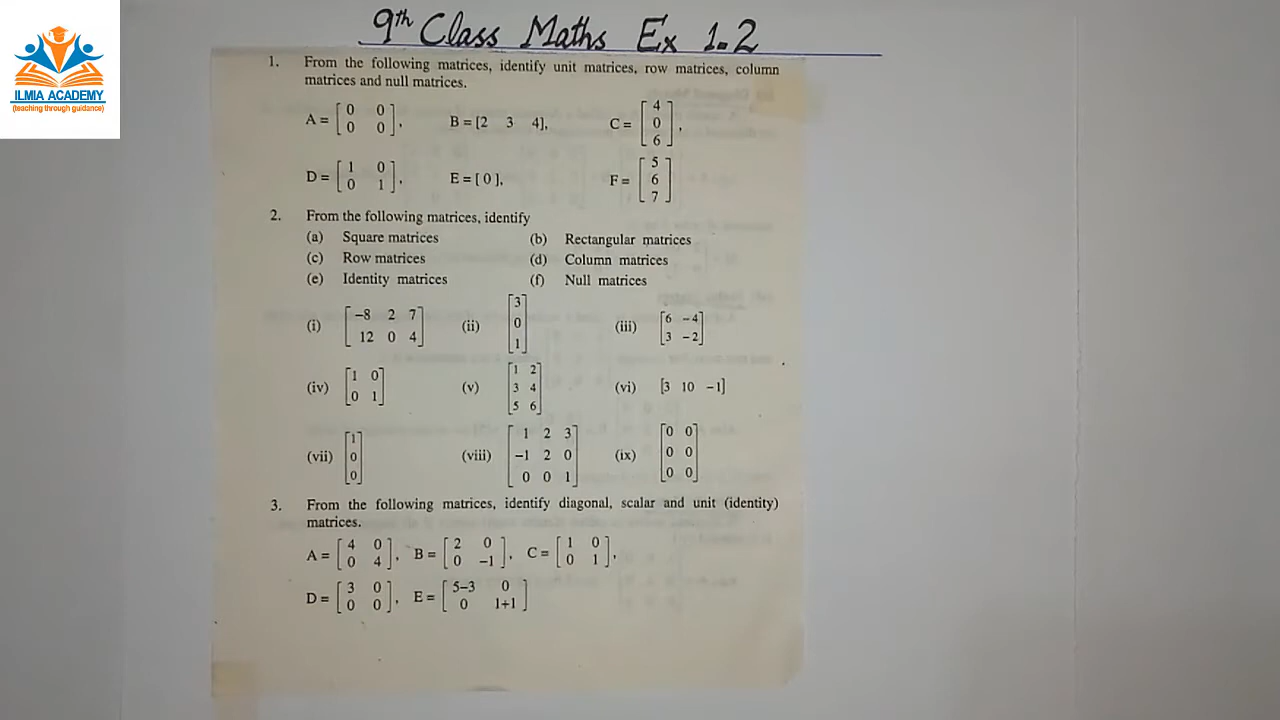 9th Class Maths Ex 1.2
ILMIA ACADEMY
(teaching through guidance)
1. From the following matrices, identify unit matrices, row matrices, column
matrices and null matrices.
A = [0 0
0 0], B = [2 3 4], C = [4
0
6],
D = [1 0
0 1], E = [0], F = [5
6
7]
2. From the following matrices, identify
(a) Square matrices (b) Rectangular matrices
(c) Row matrices (d) Column matrices
(e) Identity matrices (f) Null matrices
(i) [-8 2 7
12 0 4] (ii) [3
0
1] (iii) [6 -4
3 -2]
(iv) [1 0
0 1] (v) [1 2
3 4
5 6] (vi) [3 10 -1]
(vii) [1
0
0] (viii) [1 2 3
-1 2 0
0 0 1] (ix) [0 0
0 0
0 0]
3. From the following matrices, identify diagonal, scalar and unit (identity)
matrices.
A = [4 0
0 4], B = [2 0
0 -1], C = [1 0
0 1],
D = [3 0
0 0], E = [5-3 0
0 1+1]